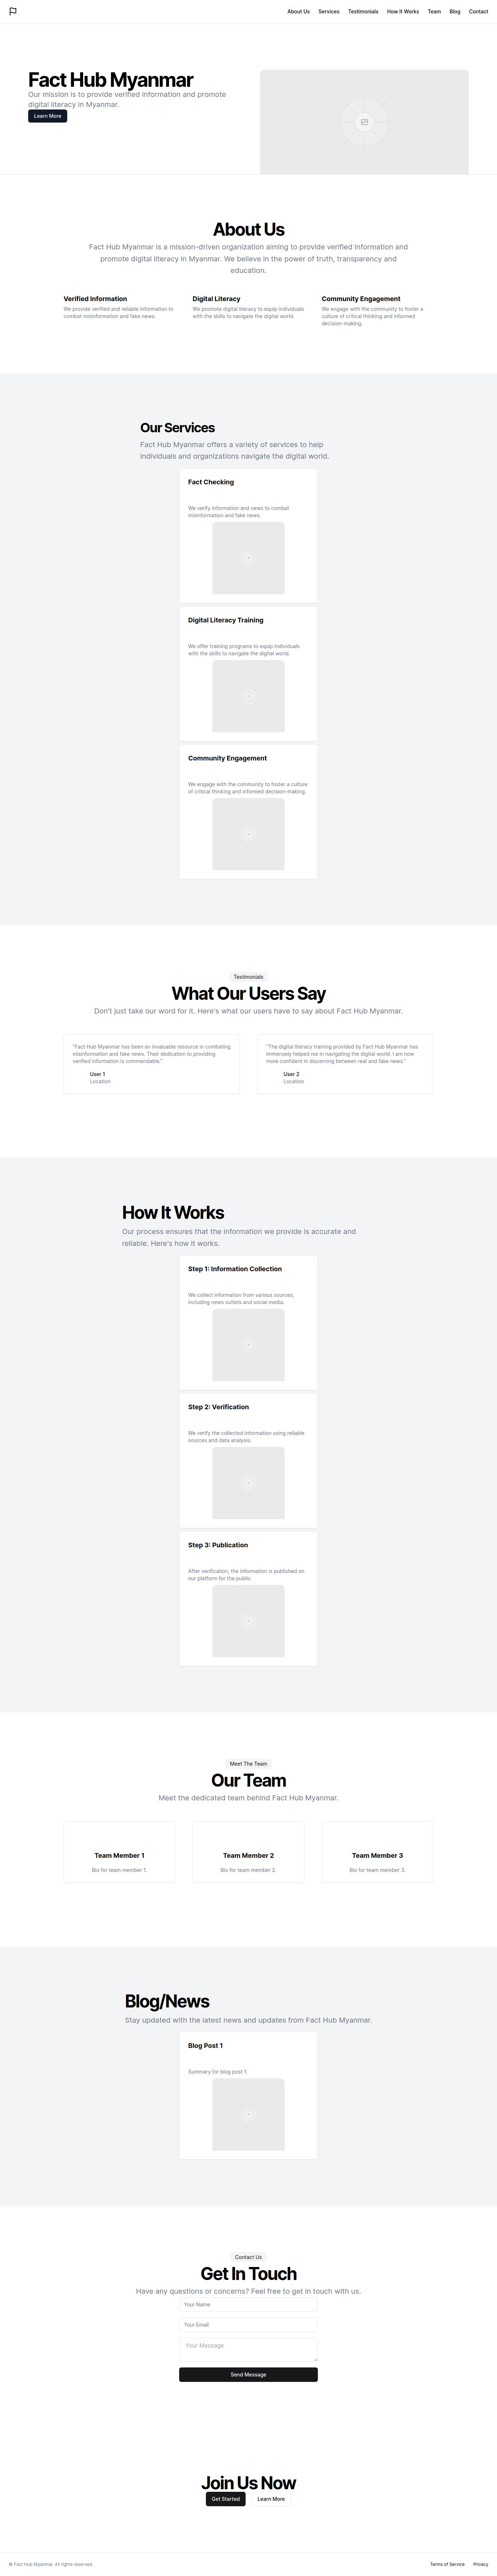 About Us Services Testimonials How It Works Team Blog Contact
Fact Hub Myanmar
Our mission is to provide verified information and promote
digital literacy in Myanmar.
Learn More
About Us
Fact Hub Myanmar is a mission-driven organization aiming to provide verified information and
promote digital literacy in Myanmar. We believe in the power of truth, transparency and
education.
Verified Information
We provide verified and reliable information to
combat misinformation and fake news.
Digital Literacy
We promote digital literacy to equip individuals
with the skills to navigate the digital world.
Community Engagement
We engage with the community to foster a
culture of critical thinking and informed
decision-making.
Our Services
Fact Hub Myanmar offers a variety of services to help
individuals and organizations navigate the digital world.
Fact Checking
We verify information and news to combat
misinformation and fake news.
Digital Literacy Training
We offer training programs to equip individuals
with the skills to navigate the digital world.
Community Engagement
We engage with the community to foster a culture
of critical thinking and informed decision-making.
Testimonials
What Our Users Say
Don't just take our word for it. Here's what our users have to say about Fact Hub Myanmar.
"Fact Hub Myanmar has been an invaluable resource in combating
misinformation and fake news. Their dedication to providing
verified information is commendable."
User 1
Location
"The digital literacy training provided by Fact Hub Myanmar has
immensely helped me in navigating the digital world. I am now
more confident in discerning between real and fake news."
User 2
Location
How It Works
Our process ensures that the information we provide is accurate and
reliable. Here's how it works.
Step 1: Information Collection
We collect information from various sources,
including news outlets and social media.
Step 2: Verification
We verify the collected information using reliable
sources and data analysis.
Step 3: Publication
After verification, the information is published on
our platform for the public.
Meet The Team
Our Team
Meet the dedicated team behind Fact Hub Myanmar.
Team Member 1
Bio for team member 1.
Team Member 2
Bio for team member 2.
Team Member 3
Bio for team member 3.
Blog/News
Stay updated with the latest news and updates from Fact Hub Myanmar.
Blog Post 1
Summary for blog post 1.
Contact Us
Get In Touch
Have any questions or concerns? Feel free to get in touch with us.
Your Name
Your Email
Your Message
Send Message
Join Us Now
Get Started Learn More
© Fact Hub Myanmar. All rights reserved. Terms of Service Privacy